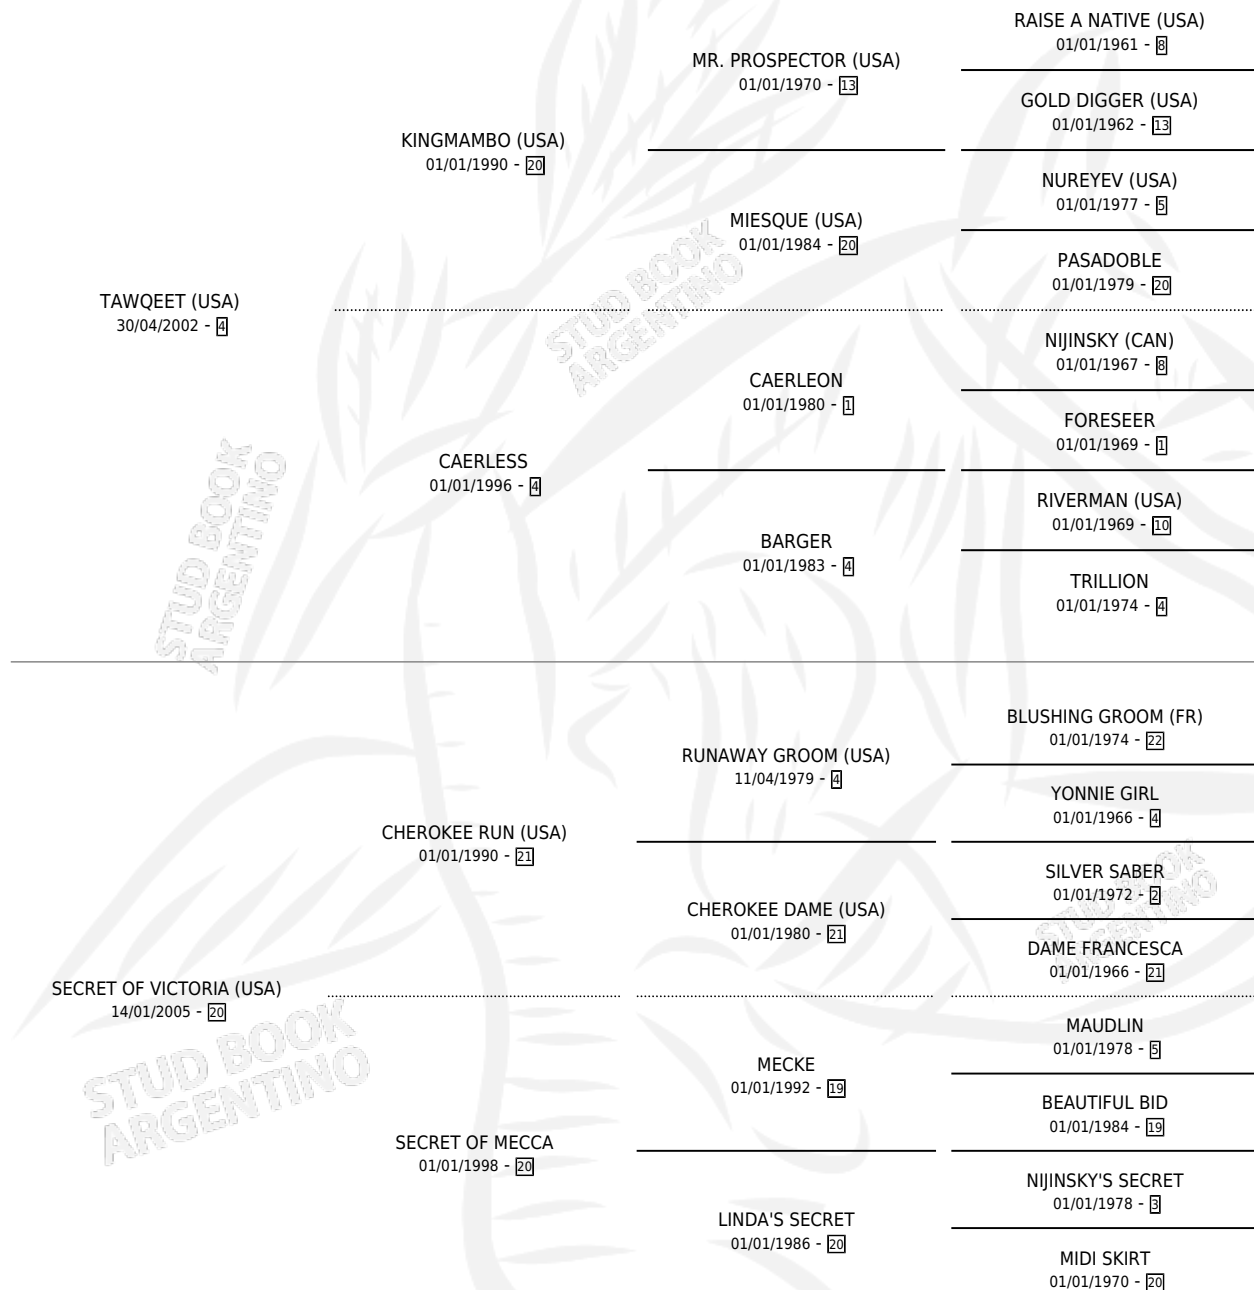 RAISE A NATIVE (USA)
01/01/1961 - 8
MR. PROSPECTOR (USA)
01/01/1970 - 13
GOLD DIGGER (USA)
01/01/1962 - 13
KINGMAMBO (USA)
01/01/1990 - 20
NUREYEV (USA)
01/01/1977 - 5
MIESQUE (USA)
01/01/1984 - 20
PASADOBLE
01/01/1979 - 20
TAWQEET (USA)
30/04/2002 - 4
STUD BOOK
ARGENTINO
NIJINSKY (CAN)
01/01/1967 - 8
CAERLEON
01/01/1980 - 1
FORESEER
01/01/1969 - 1
CAERLESS
01/01/1996 - 4
RIVERMAN (USA)
01/01/1969 - 10
BARGER
01/01/1983 - 4
TRILLION
01/01/1974 - 4
STUD BOOK
ARGENTINO
BLUSHING GROOM (FR)
01/01/1974 - 22
RUNAWAY GROOM (USA)
11/04/1979 - 4
YONNIE GIRL
01/01/1966 - 4
CHEROKEE RUN (USA)
01/01/1990 - 21
SILVER SABER
01/01/1972 - 2
CHEROKEE DAME (USA)
01/01/1980 - 21
STUD BOOK
ARGENTINO
DAME FRANCESCA
01/01/1966 - 21
SECRET OF VICTORIA (USA)
14/01/2005 - 20
MAUDLIN
01/01/1978 - 5
MECKE
01/01/1992 - 19
STUD BOOK
ARGENTINO
BEAUTIFUL BID
01/01/1984 - 19
SECRET OF MECCA
01/01/1998 - 20
NIJINSKY'S SECRET
01/01/1978 - 3
LINDA'S SECRET
01/01/1986 - 20
MIDI SKIRT
01/01/1970 - 20